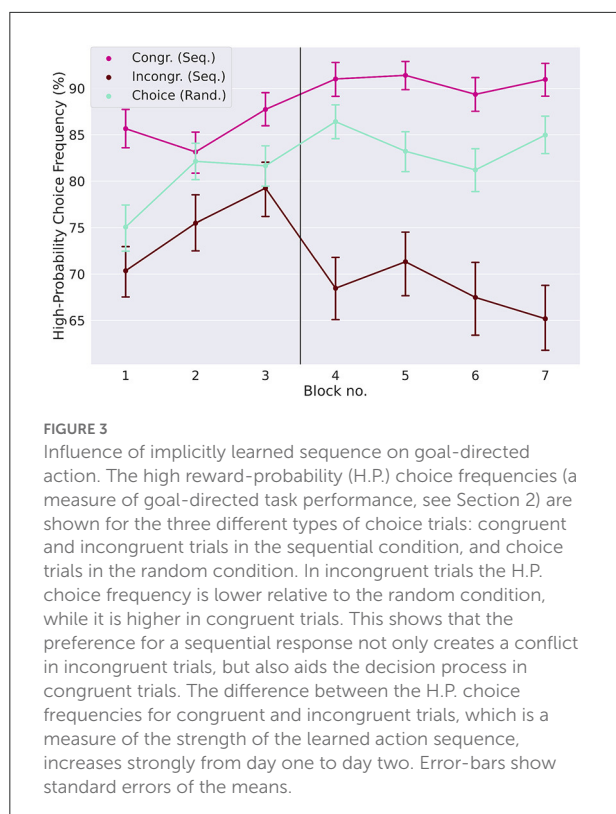 Congr. (Seq.)
Incongr. (Seq.)
Choice (Rand.)
High-Probability Choice Frequency (%)
90
85
80
75
70
65
1 2 3 4 5 6 7
Block no.
FIGURE 3
Influence of implicitly learned sequence on goal-directed
action. The high reward-probability (H.P.) choice frequencies (a
measure of goal-directed task performance, see Section 2) are
shown for the three different types of choice trials: congruent
and incongruent trials in the sequential condition, and choice
trials in the random condition. In incongruent trials the H.P.
choice frequency is lower relative to the random condition,
while it is higher in congruent trials. This shows that the
preference for a sequential response not only creates a conflict
in incongruent trials, but also aids the decision process in
congruent trials. The difference between the H.P. choice
frequencies for congruent and incongruent trials, which is a
measure of the strength of the learned action sequence,
increases strongly from day one to day two. Error-bars show
standard errors of the means.